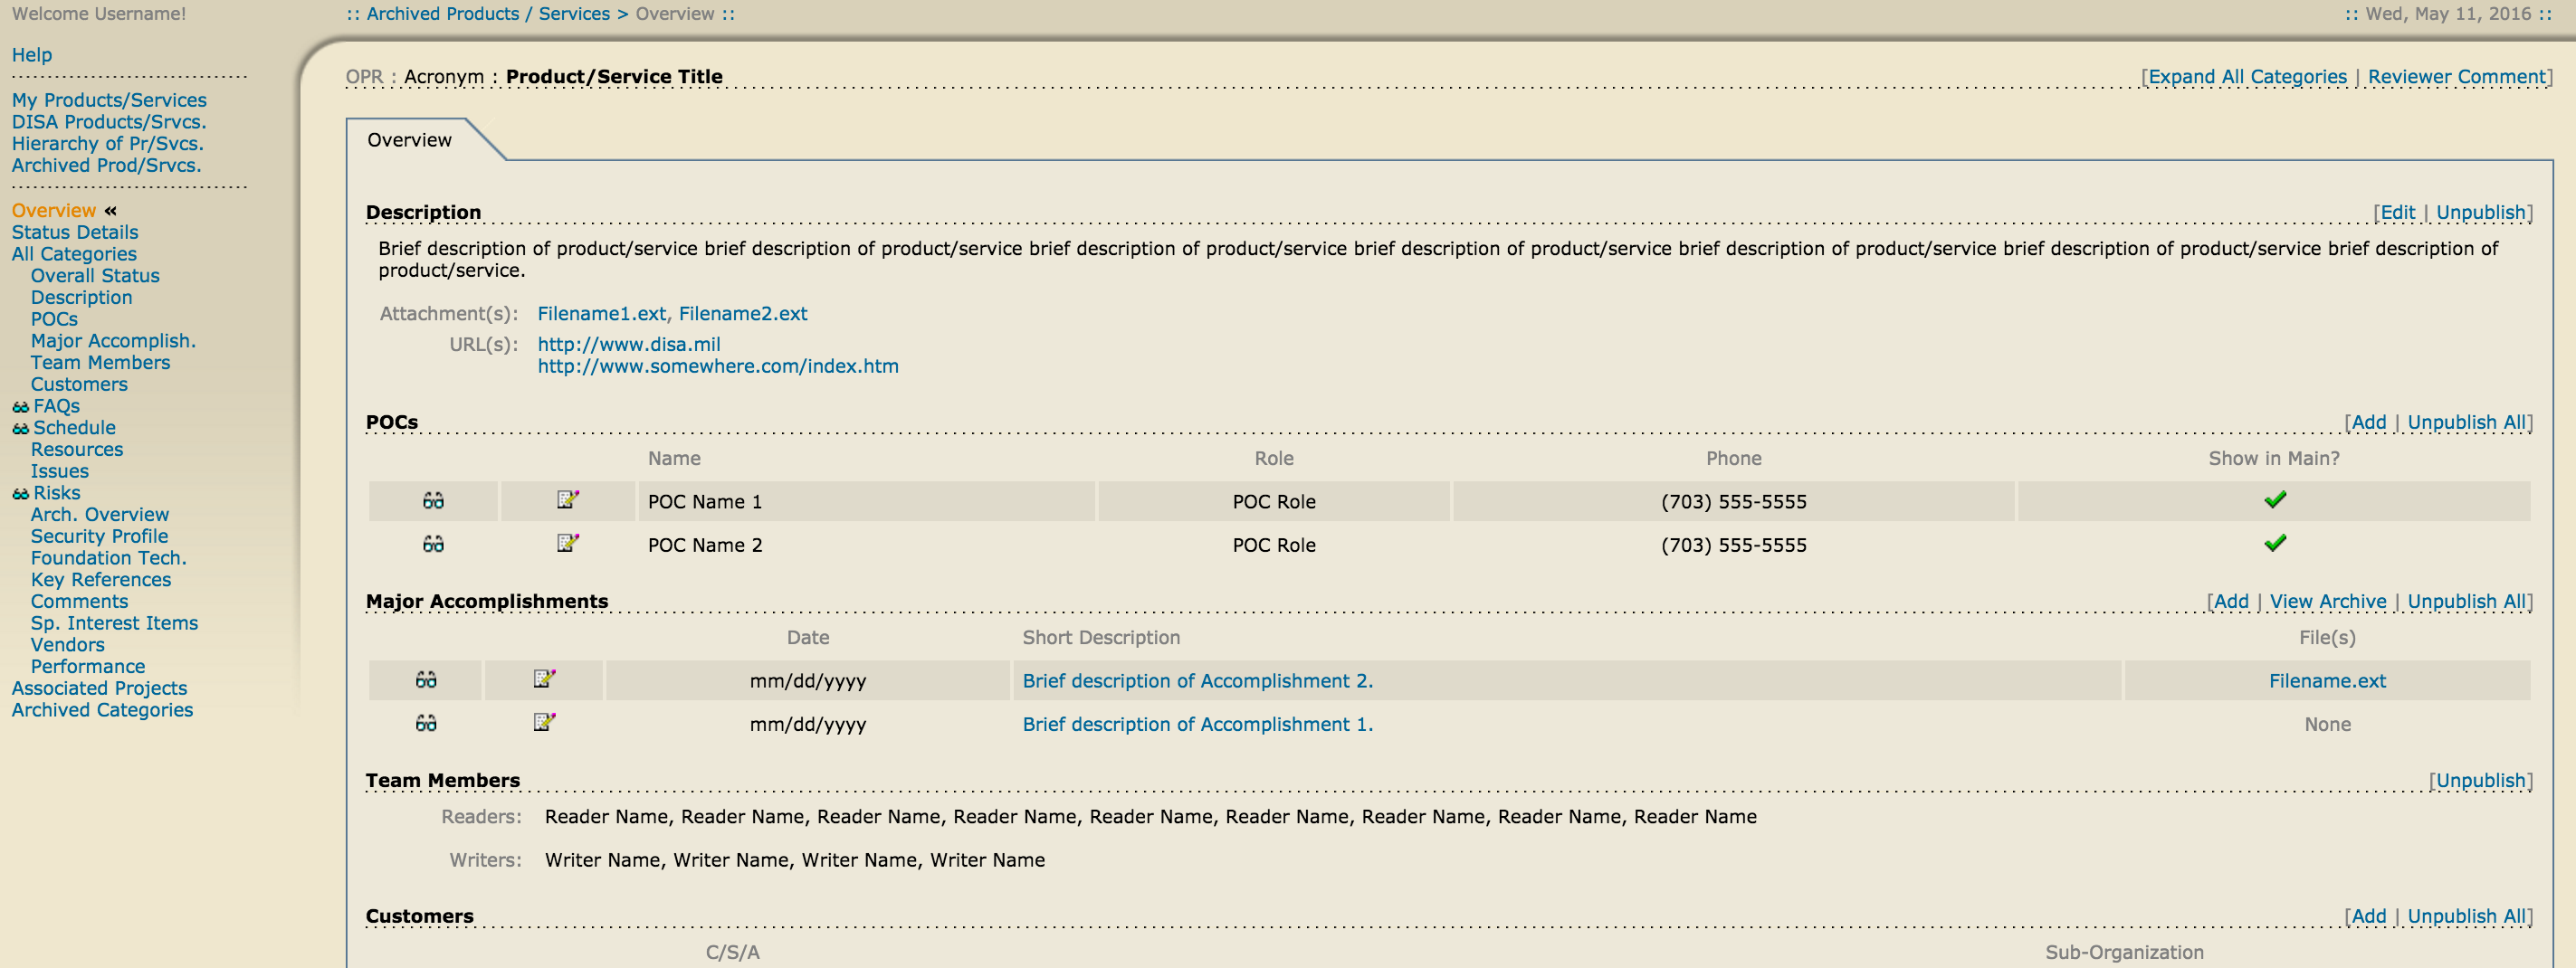 Welcome Username!
:: Archived Products / Services > Overview ::
:: Wed, May 11, 2016 ::
Help
My Products/Services
DISA Products/Srvcs.
Hierarchy of Pr/Svcs.
Archived Prod/Srvcs.
Overview «
Status Details
All Categories
Overall Status
Description
POCs
Major Accomplish.
Team Members
Customers
FAQs
Schedule
Resources
Issues
Risks
Arch. Overview
Security Profile
Foundation Tech.
Key References
Comments
Sp. Interest Items
Vendors
Performance
Associated Projects
Archived Categories
OPR : Acronym : Product/Service Title
[Expand All Categories | Reviewer Comment]
Overview
Description [Edit | Unpublish]
Brief description of product/service brief description of product/service brief description of product/service brief description of product/service brief description of product/service brief description of product/service brief description of
product/service.
Attachment(s): Filename1.ext, Filename2.ext
URL(s): http://www.disa.mil
http://www.somewhere.com/index.htm
POCs [Add | Unpublish All]
Name Role Phone Show in Main?
POC Name 1 POC Role (703) 555-5555
POC Name 2 POC Role (703) 555-5555
Major Accomplishments [Add | View Archive | Unpublish All]
Date Short Description File(s)
mm/dd/yyyy Brief description of Accomplishment 2. Filename.ext
mm/dd/yyyy Brief description of Accomplishment 1. None
Team Members [Unpublish]
Readers: Reader Name, Reader Name, Reader Name, Reader Name, Reader Name, Reader Name, Reader Name, Reader Name, Reader Name
Writers: Writer Name, Writer Name, Writer Name, Writer Name
Customers [Add | Unpublish All]
C/S/A Sub-Organization